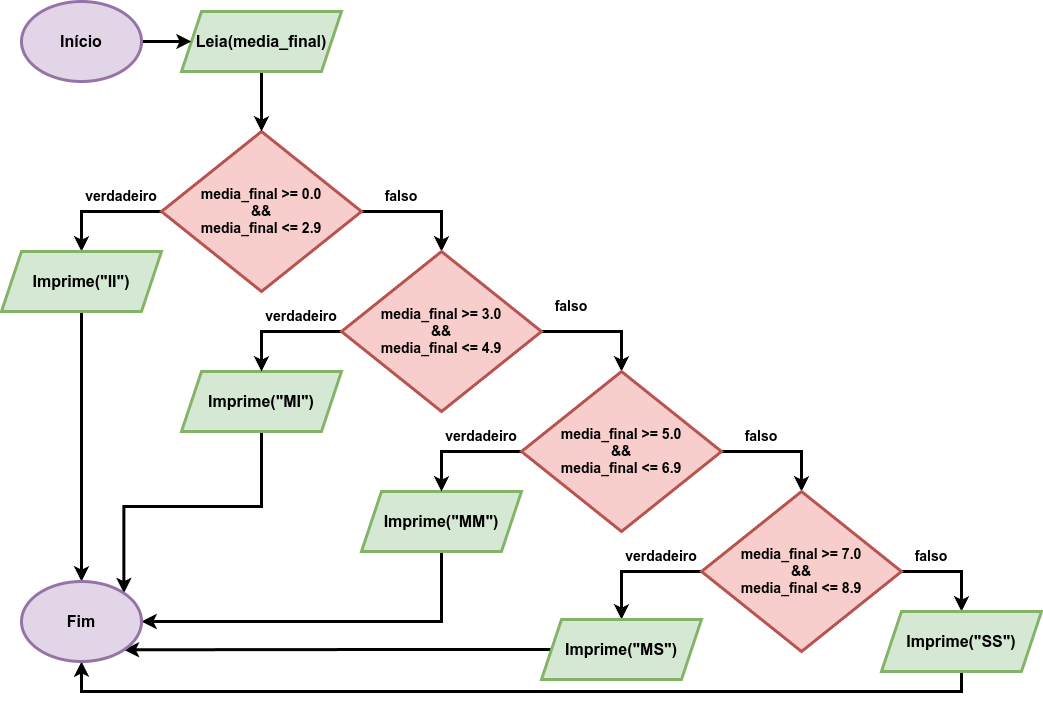 Início
Leia(media_final)
media_final >= 0.0
&&
media_final <= 2.9
verdadeiro
falso
Imprime("II")
media_final >= 3.0
&&
media_final <= 4.9
verdadeiro
falso
Imprime("MI")
media_final >= 5.0
&&
media_final <= 6.9
verdadeiro
falso
Imprime("MM")
media_final >= 7.0
&&
media_final <= 8.9
verdadeiro
falso
Imprime("MS")
Imprime("SS")
Fim